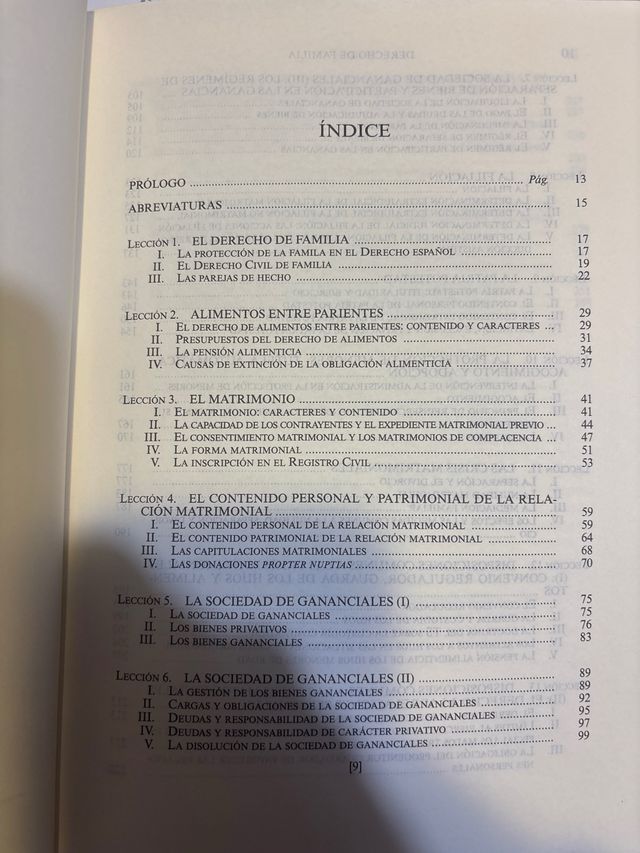 ÍNDICE
PRÓLOGO ........ Pág. 13
ABREVIATURAS ........ 15
LECCIÓN 1. EL DERECHO DE FAMILIA ........ 17
I. LA PROTECCIÓN DE LA FAMILA EN EL DERECHO ESPAÑOL ........ 17
II. EL DERECHO CIVIL DE FAMILIA ........ 19
III. LAS PAREJAS DE HECHO ........ 22
LECCIÓN 2. ALIMENTOS ENTRE PARIENTES ........ 29
I. EL DERECHO DE ALIMENTOS ENTRE PARIENTES: CONTENIDO Y CARACTERES ... 29
II. PRESUPUESTOS DEL DERECHO DE ALIMENTOS ........ 31
III. LA PENSIÓN ALIMENTICIA ........ 34
IV. CAUSAS DE EXTINCIÓN DE LA OBLIGACIÓN ALIMENTICIA ........ 37
LECCIÓN 3. EL MATRIMONIO ........ 41
I. EL MATRIMONIO: CARACTERES Y CONTENIDO ........ 41
II. LA CAPACIDAD DE LOS CONTRAYENTES Y EL EXPEDIENTE MATRIMONIAL PREVIO ... 44
III. EL CONSENTIMIENTO MATRIMONIAL Y LOS MATRIMONIOS DE COMPLACENCIA ... 47
IV. LA FORMA MATRIMONIAL ........ 51
V. LA INSCRIPCIÓN EN EL REGISTRO CIVIL ........ 53
LECCIÓN 4. EL CONTENIDO PERSONAL Y PATRIMONIAL DE LA RELA-
CIÓN MATRIMONIAL ........ 59
I. EL CONTENIDO PERSONAL DE LA RELACIÓN MATRIMONIAL ........ 59
II. EL CONTENIDO PATRIMONIAL DE LA RELACIÓN MATRIMONIAL ........ 64
III. LAS CAPITULACIONES MATRIMONIALES ........ 68
IV. LAS DONACIONES PROPTER NUPTIAS ........ 70
LECCIÓN 5. LA SOCIEDAD DE GANANCIALES (I) ........ 75
I. LA SOCIEDAD DE GANANCIALES ........ 75
II. LOS BIENES PRIVATIVOS ........ 76
III. LOS BIENES GANANCIALES ........ 83
LECCIÓN 6. LA SOCIEDAD DE GANANCIALES (II) ........ 89
I. LA GESTIÓN DE LOS BIENES GANANCIALES ........ 89
II. CARGAS Y OBLIGACIONES DE LA SOCIEDAD DE GANANCIALES ........ 92
III. DEUDAS Y RESPONSABILIDAD DE LA SOCIEDAD DE GANANCIALES ........ 95
IV. DEUDAS Y RESPONSABILIDAD DE CARÁCTER PRIVATIVO ........ 97
V. LA DISOLUCIÓN DE LA SOCIEDAD DE GANANCIALES ........ 99
[9]